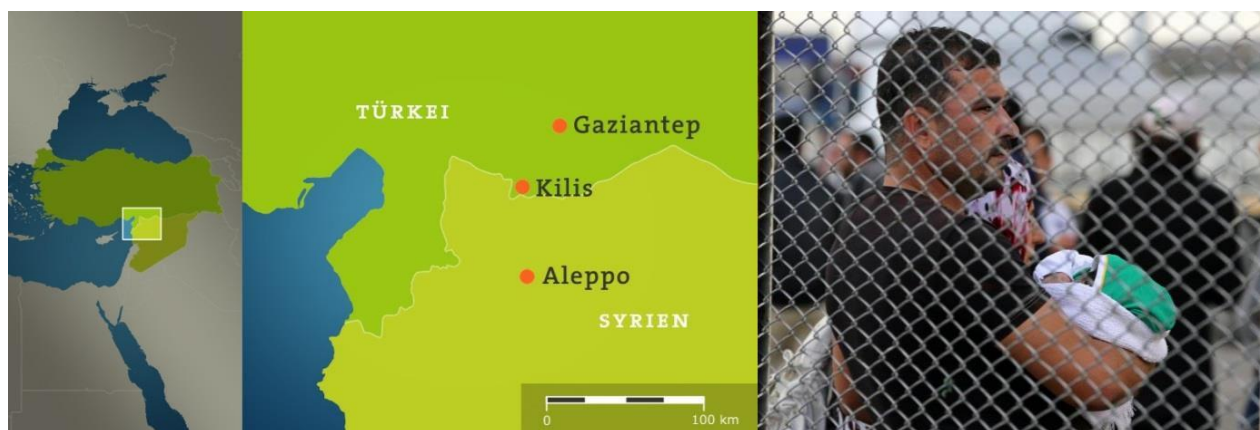 TÜRKEI
Gaziantep
Kilis
Aleppo
SYRIEN
0 100 km